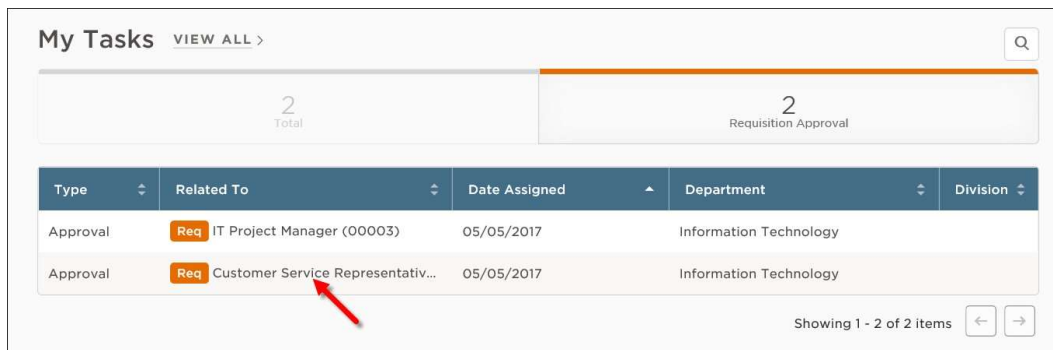 My Tasks VIEW ALL >
2
Total
2
Requisition Approval
Type Related To Date Assigned Department Division
Approval Req IT Project Manager (00003) 05/05/2017 Information Technology
Approval Req Customer Service Representativ... 05/05/2017 Information Technology
Showing 1 - 2 of 2 items